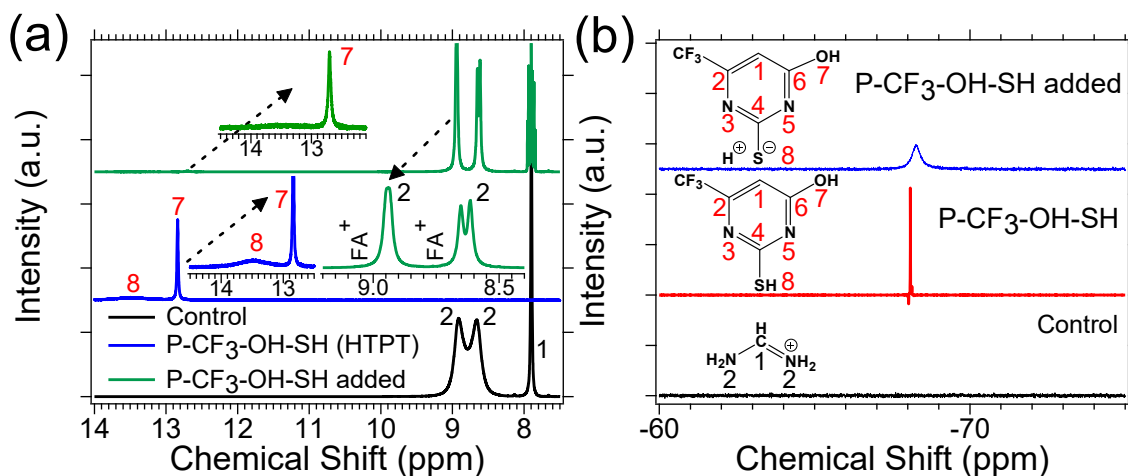 (a)
Intensity (a.u.)
7
14 13
7
7
8
14 13
8
2
2
FA+
FA+
9.0 8.5
Control
P-CF3-OH-SH (HTPT)
P-CF3-OH-SH added
2 2
1
14 13 12 11 10 9 8
Chemical Shift (ppm)
(b)
Intensity (a.u.)
CF3 OH
2 1 6 7
4
N N
3 5
H+ S− 8
P-CF3-OH-SH added
CF3 OH
2 1 6 7
4
N N
3 5
SH 8
P-CF3-OH-SH
Control
H
C
H2N 1 NH2
+
2 2
-60 -70
Chemical Shift (ppm)